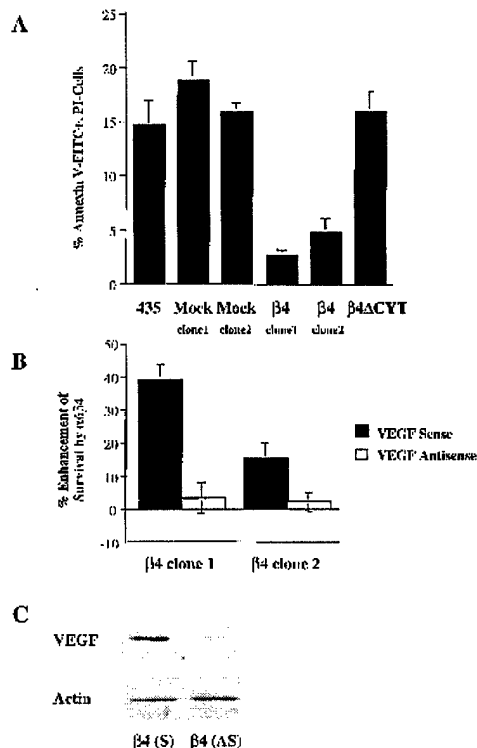 A
% Annexin V-FITC+, PI-Cells
25
20
15
10
5
0
435 Mock Mock β4 β4 β4ΔCYT
clone1 clone2 clone1 clone2
B
% Enhancement of
Survival by α6β4
50
40
30
20
10
0
-10
VEGF Sense
VEGF Antisense
β4 clone 1 β4 clone 2
C
VEGF
Actin
β4 (S) β4 (AS)